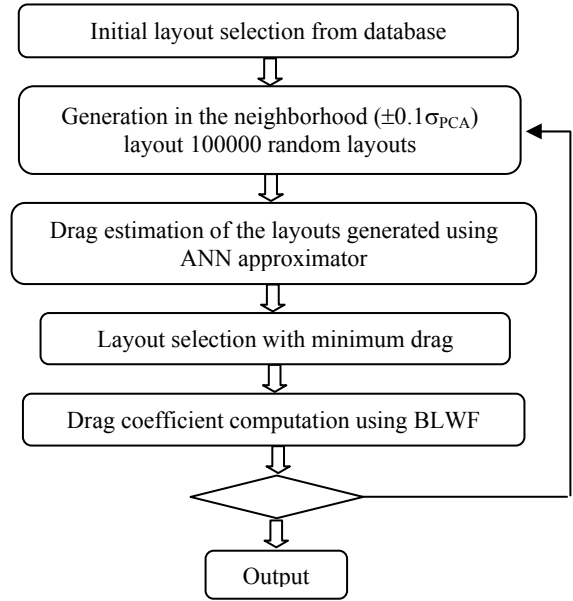 Initial layout selection from database
Generation in the neighborhood (±0.1σPCA)
layout 100000 random layouts
Drag estimation of the layouts generated using
ANN approximator
Layout selection with minimum drag
Drag coefficient computation using BLWF
Output